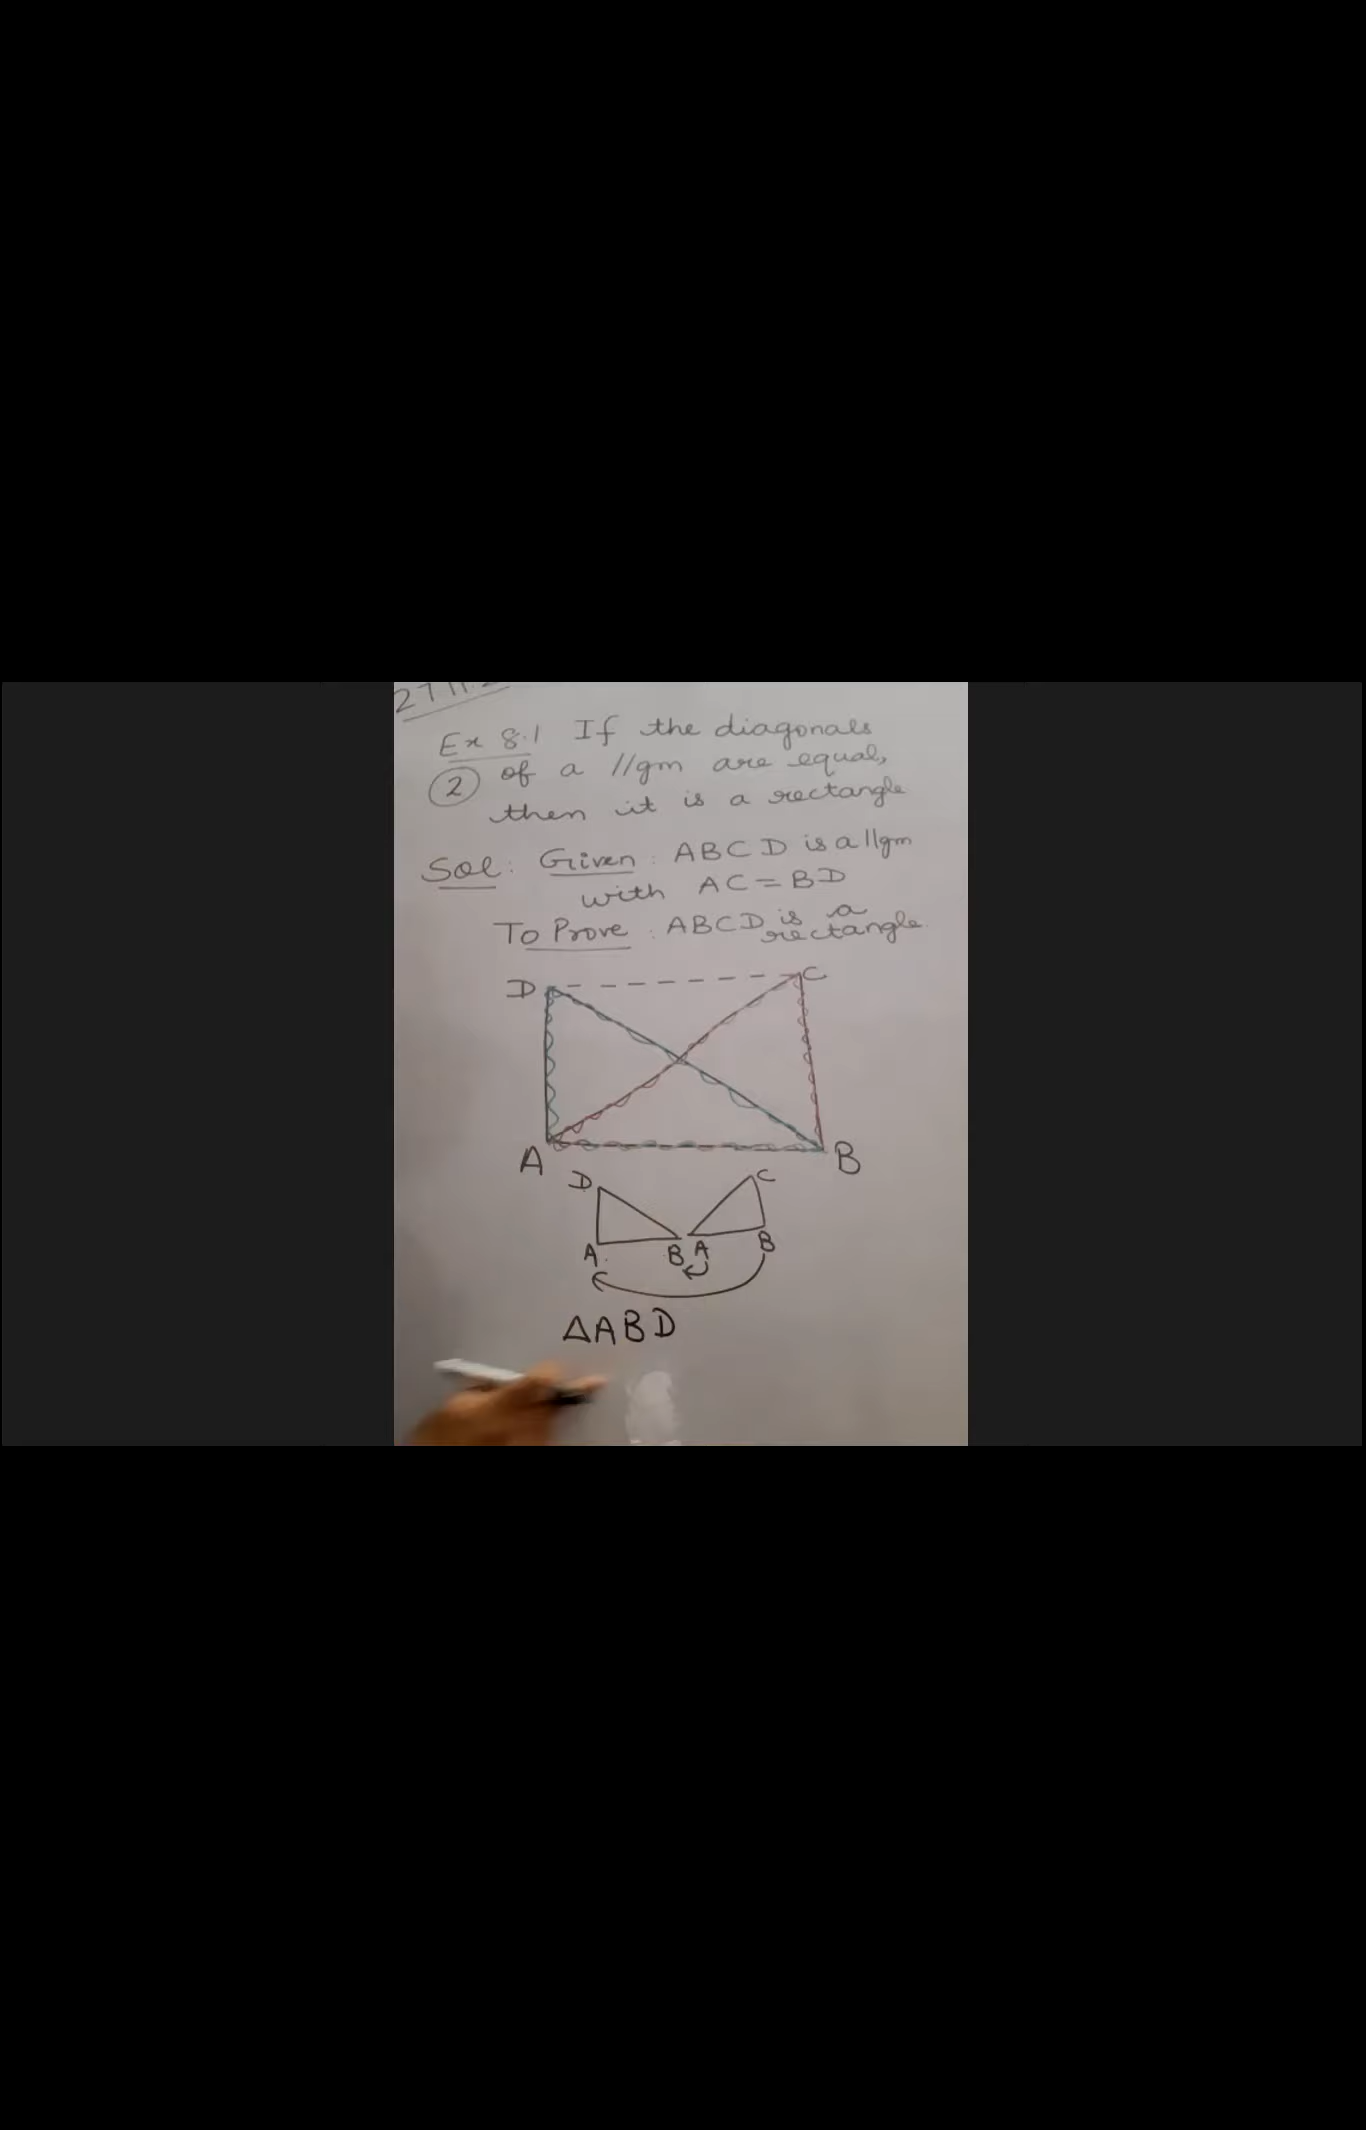 Ex 8.1 If the diagonals
2 of a //gm are equal,
then it is a rectangle
Sol: Given: ABCD is a llgm
with AC = BD
To Prove: ABCD is a
rectangle.
D C
A B
D C
A B A B
ΔABD